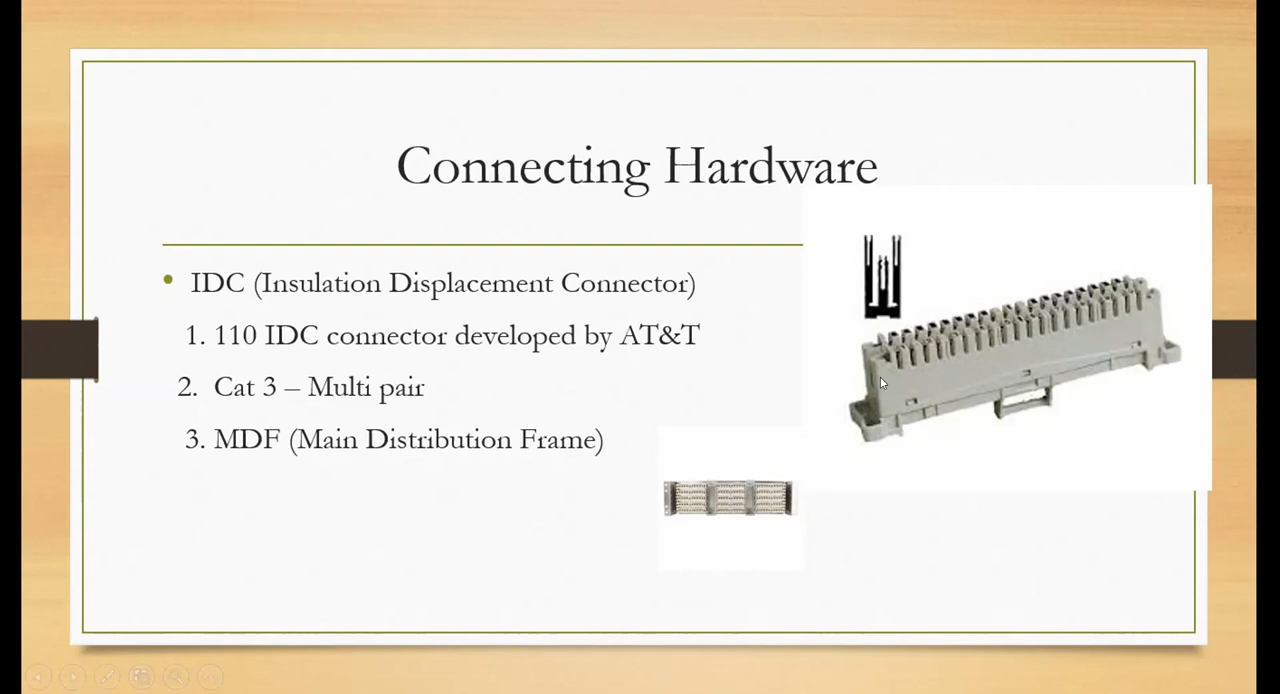 Connecting Hardware
• IDC (Insulation Displacement Connector)
1. 110 IDC connector developed by AT&T
2. Cat 3 – Multi pair
3. MDF (Main Distribution Frame)